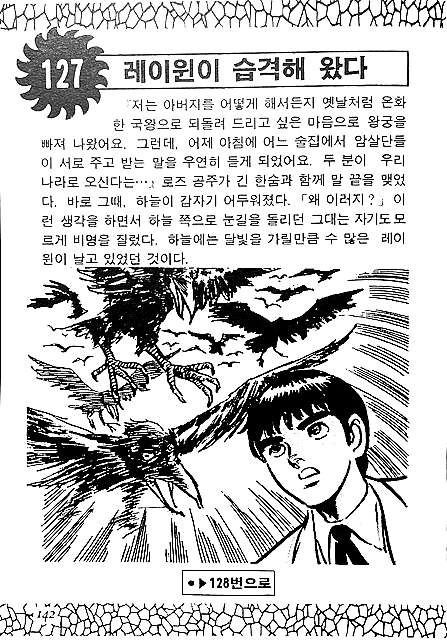 127
레이윈이 습격해 왔다
『저는 아버지를 어떻게 해서든지 옛날처럼 온화
한 국왕으로 되돌려 드리고 싶은 마음으로 왕궁을
빠져 나왔어요. 그런데, 어제 아침에 어느 술집에서 암살단들
이 서로 주고 받는 말을 우연히 듣게 되었어요. 두 분이 우리
나라로 오신다는…』 로즈 공주가 긴 한숨과 함께 말 끝을 맺었
다. 바로 그때, 하늘이 갑자기 어두워졌다. 「왜 이러지?」 이
런 생각을 하면서 하늘 쪽으로 눈길을 돌리던 그대는 자기도 모
르게 비명을 질렀다. 하늘에는 달빛을 가릴만큼 수 많은 레이
윈이 날고 있었던 것이다.
●▶128번으로
142